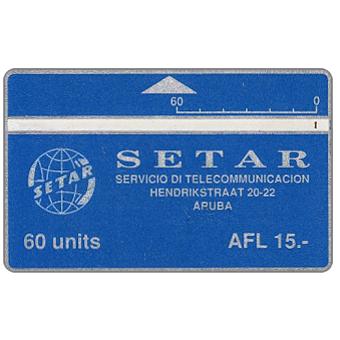 60 0
I
SETAR
SETAR
SERVICIO DI TELECOMMUNICACION
HENDRIKSTRAAT 20-22
ARUBA
60 units
AFL 15.-